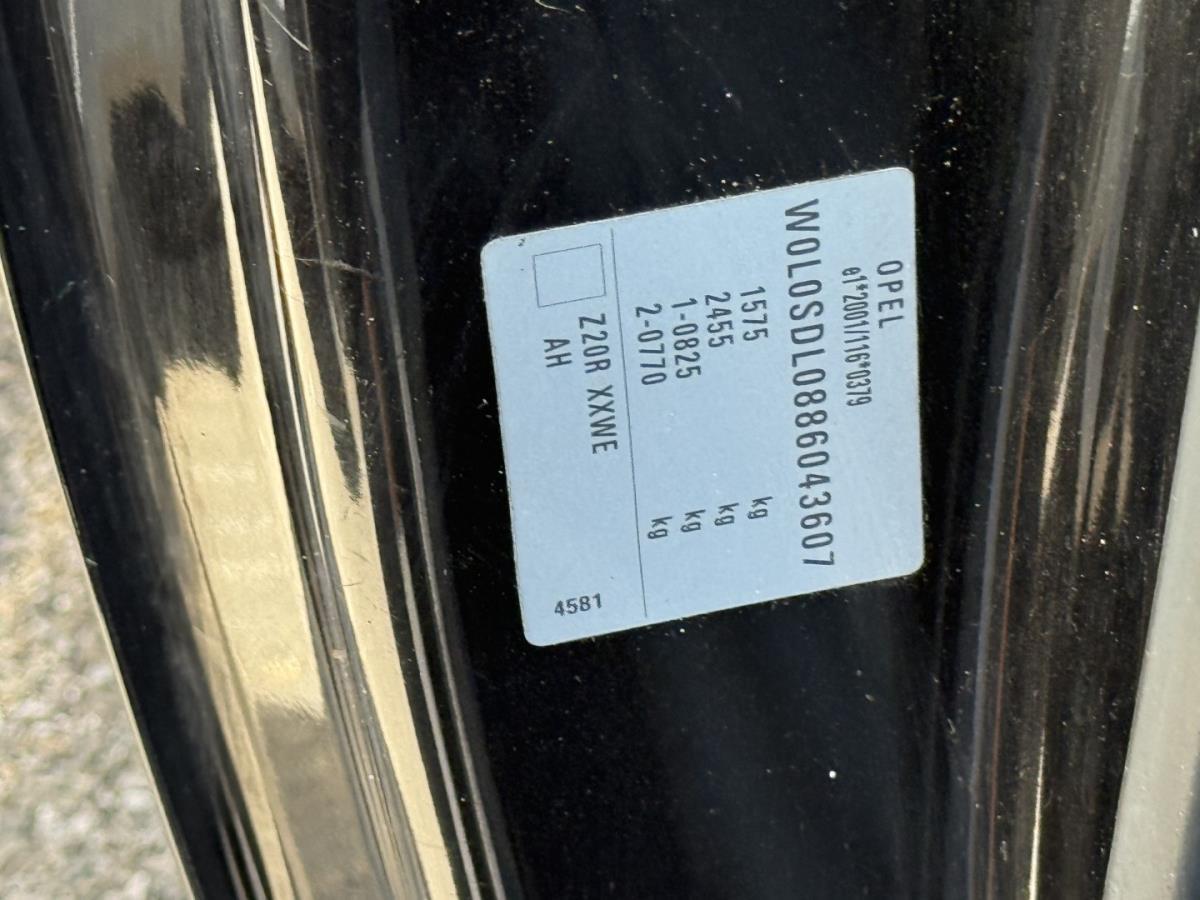 OPEL
e1*2001/116*0379
W0L0SDL0886043607
1575 kg
2455 kg
1-0825 kg
2-0770 kg
Z20R XXWE
AH
4581